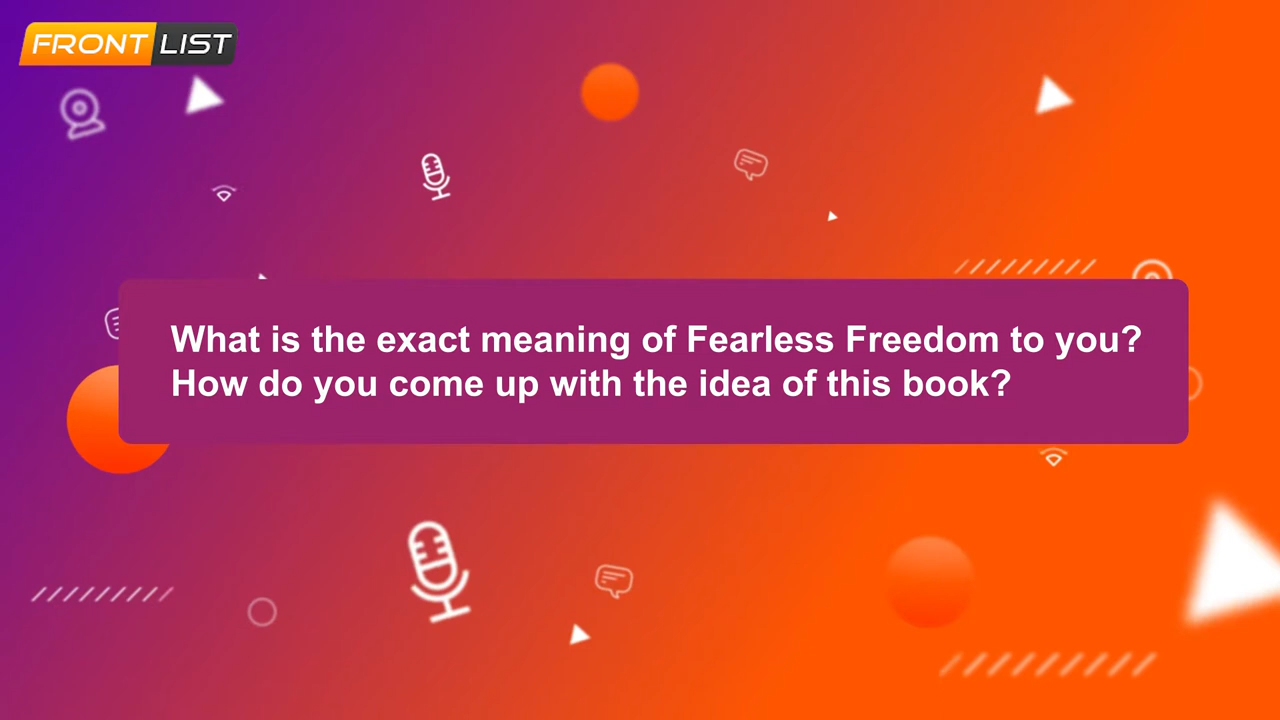 FRONT LIST
What is the exact meaning of Fearless Freedom to you?
How do you come up with the idea of this book?